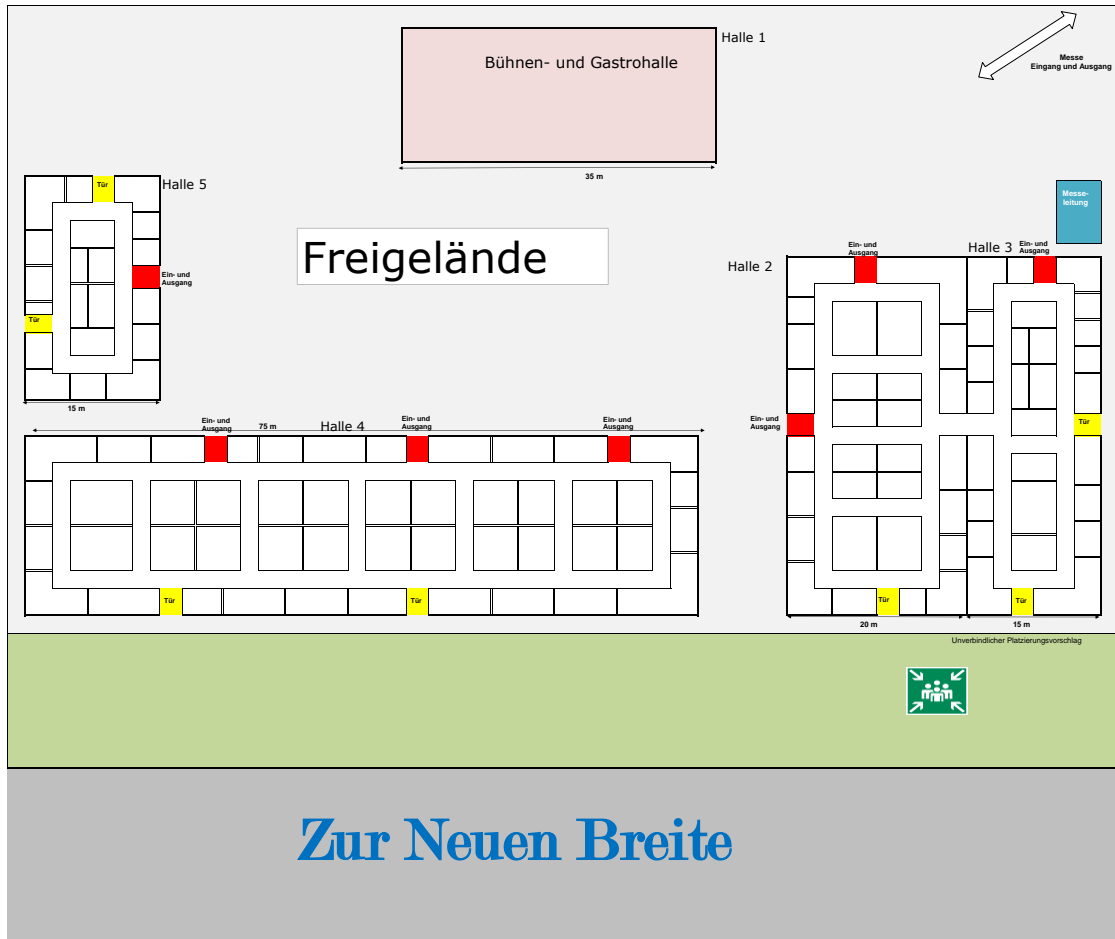 Halle 1
Bühnen- und Gastrohalle
Messe
Eingang und Ausgang
35 m
Tür
Halle 5
Messe-
leitung
Freigelände
Ein- und
Ausgang
Halle 3
Ein- und
Ausgang
Halle 2
Ein- und
Ausgang
Tür
15 m
Ein- und
Ausgang
75 m
Halle 4
Ein- und
Ausgang
Ein- und
Ausgang
Ein- und
Ausgang
Tür
Tür
Tür
Tür
Tür
20 m
15 m
Unverbindlicher Platzierungsvorschlag
Zur Neuen Breite